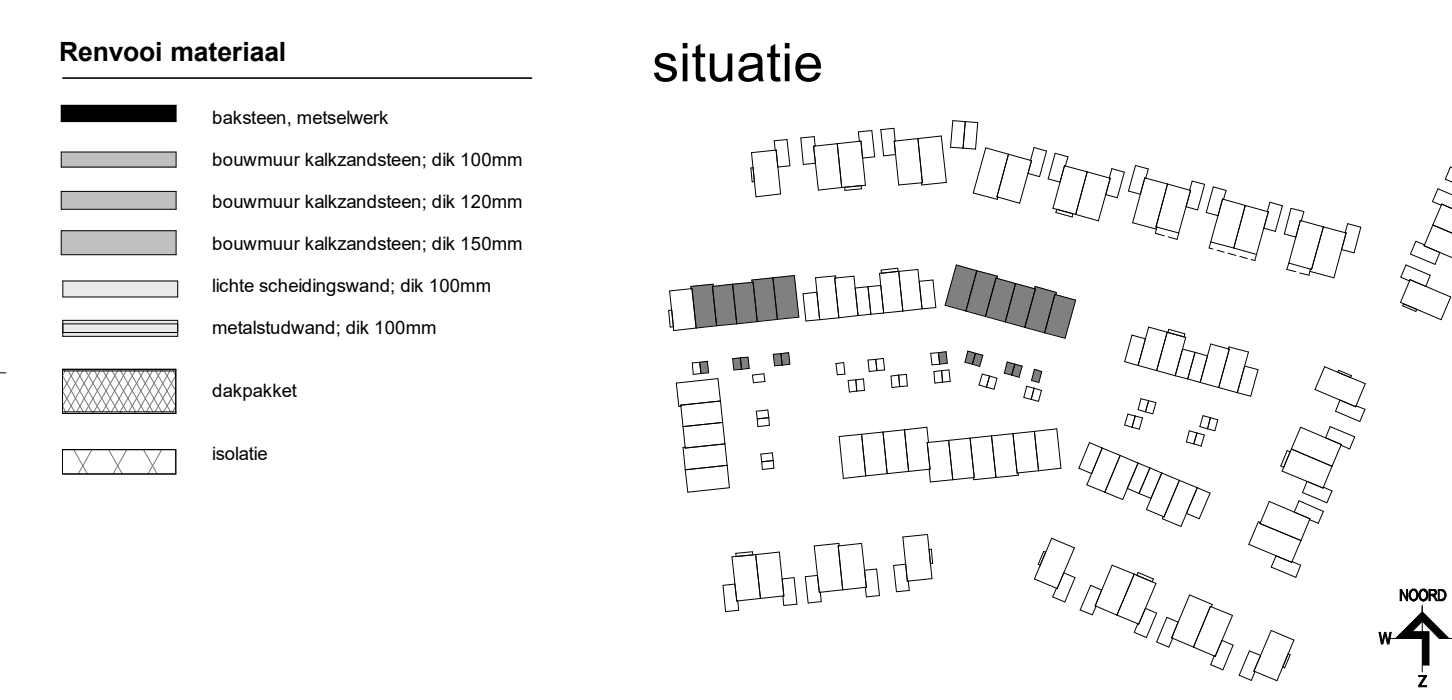 Renvooi materiaal
baksteen, metselwerk
bouwmuur kalkzandsteen; dik 100mm
bouwmuur kalkzandsteen; dik 120mm
bouwmuur kalkzandsteen; dik 150mm
lichte scheidingswand; dik 100mm
metalstudwand; dik 100mm
dakpakket
isolatie
situatie
NOORD
W
Z